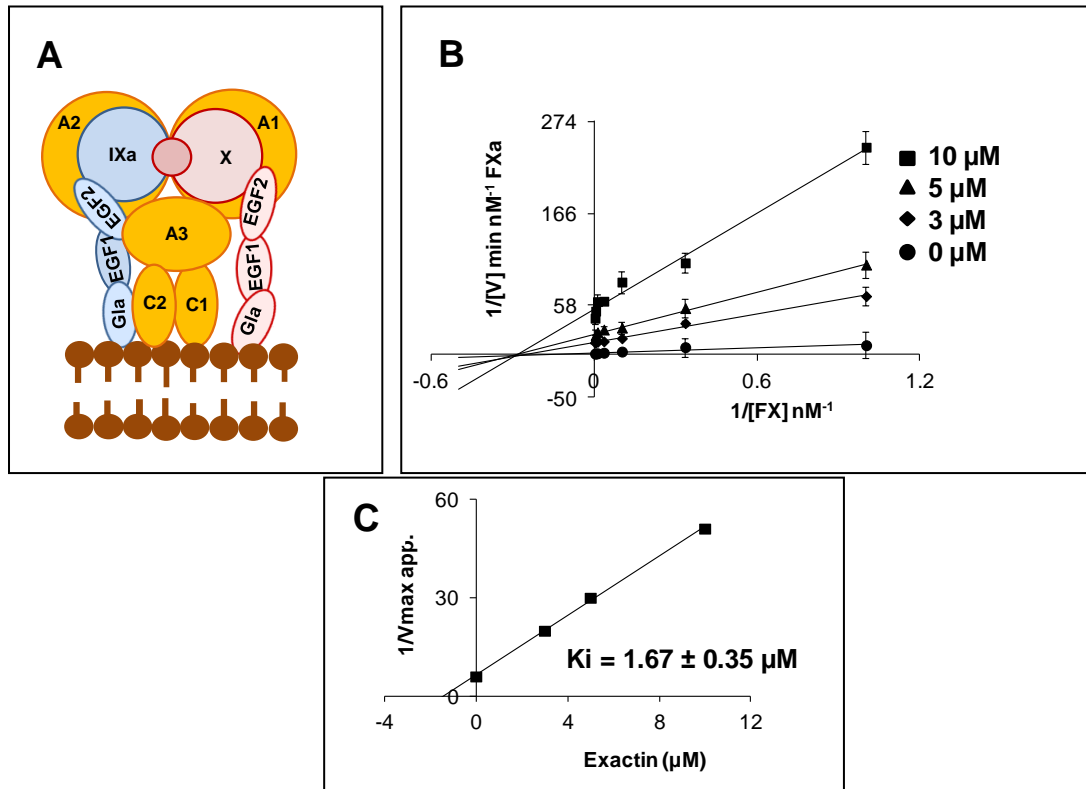 A
A2
A1
IXa
X
EGF2
EGF2
A3
EGF1
EGF1
C2
C1
Gla
Gla
B
1/[V] min nM⁻¹ FXa
274
166
58
-50
-0.6
0
0.6
1.2
1/[FX] nM⁻¹
10 µM
5 µM
3 µM
0 µM
C
1/Vmax app.
60
30
0
-4
0
4
8
12
Ki = 1.67 ± 0.35 µM
Exactin (µM)